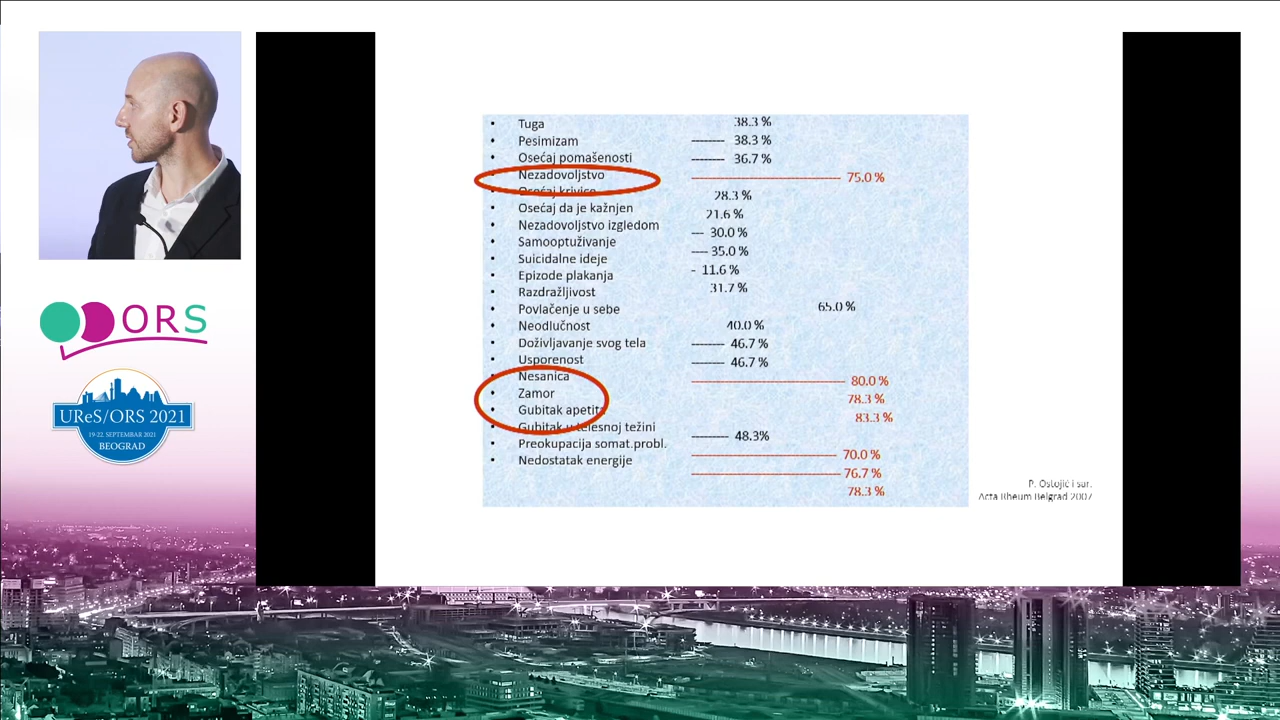 ORS
UReS/ORS 2021
19-22. SEPTEMBAR 2021
BEOGRAD
• Tuga
• Pesimizam
• Osećaj pomašenosti
• Nezadovoljstvo
• Osećaj krivice
• Osećaj da je kažnjen
• Nezadovoljstvo izgledom
• Samooptuživanje
• Suicidalne ideje
• Epizode plakanja
• Razdražljivost
• Povlačenje u sebe
• Neodlučnost
• Doživljavanje svog tela
• Usporenost
• Nesanica
• Zamor
• Gubitak apetita
• Gubitak u telesnoj težini
• Preokupacija somat.probl.
• Nedostatak energije
38.3 %
-------- 38.3 %
-------- 36.7 %
------------------------------------ 75.0 %
28.3 %
21.6 %
--- 30.0 %
---- 35.0 %
- 11.6 %
31.7 %
65.0 %
40.0 %
-------- 46.7 %
-------- 46.7 %
------------------------------------- 80.0 %
78.3 %
83.3 %
--------- 48.3%
----------------------------------- 70.0 %
------------------------------------ 76.7 %
78.3 %
P. Ostojić i sur.
Acta Rheum Belgrad 2007